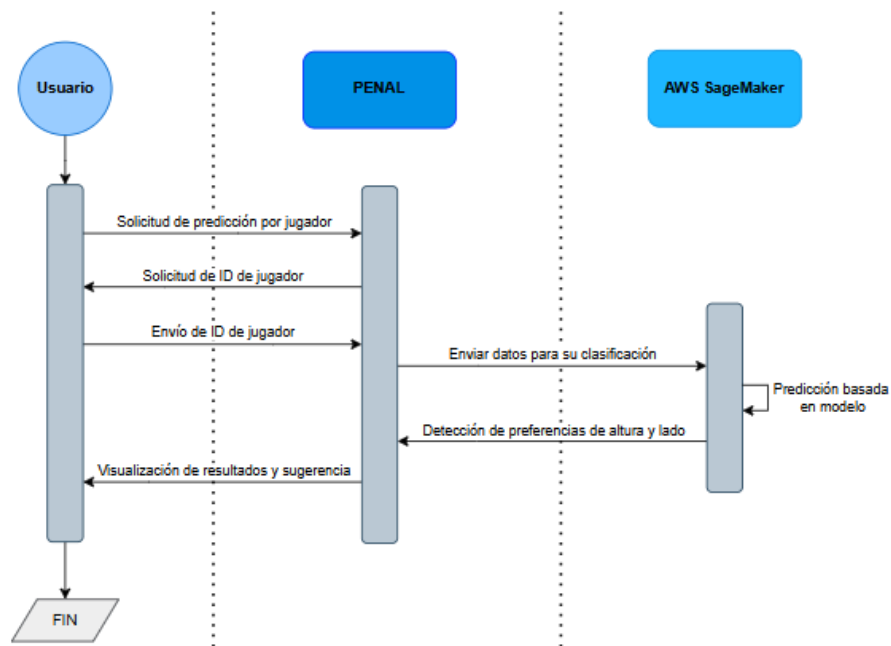 Usuario
PENAL
AWS SageMaker
Solicitud de predicción por jugador
Solicitud de ID de jugador
Envío de ID de jugador
Enviar datos para su clasificación
Predicción basada
en modelo
Detección de preferencias de altura y lado
Visualización de resultados y sugerencia
FIN